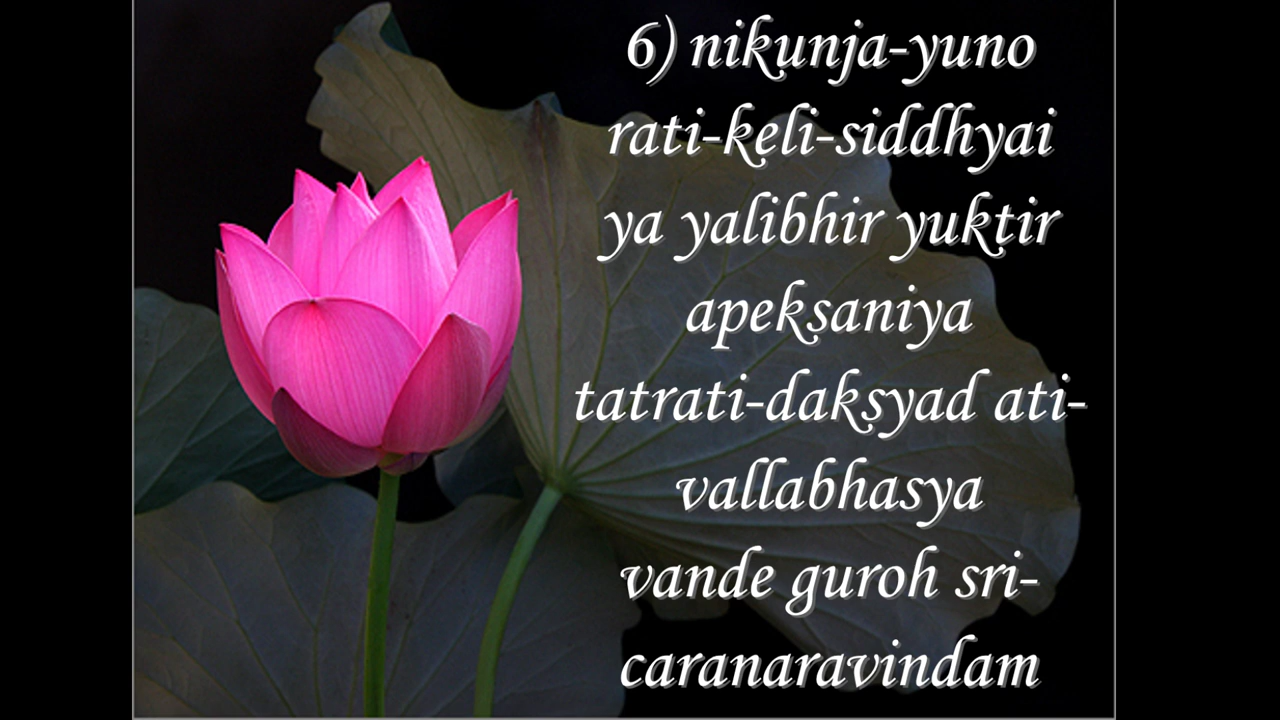 6) nikunja-yuno
rati-keli-siddhyai
ya yalibhir yuktir
apeksaniya
tatrati-daksyad ati-
vallabhasya
vande guroh sri-
caranaravindam